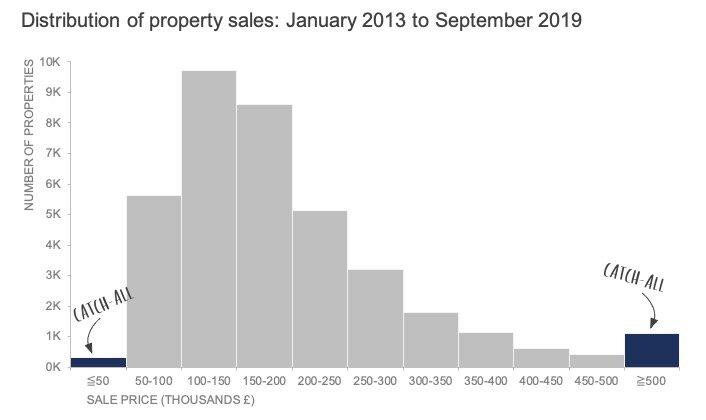 Distribution of property sales: January 2013 to September 2019
NUMBER OF PROPERTIES
10K
9K
8K
7K
6K
5K
4K
3K
2K
1K
0K
CATCH-ALL
CATCH-ALL
≦50 50-100 100-150 150-200 200-250 250-300 300-350 350-400 400-450 450-500 ≧500
SALE PRICE (THOUSANDS £)